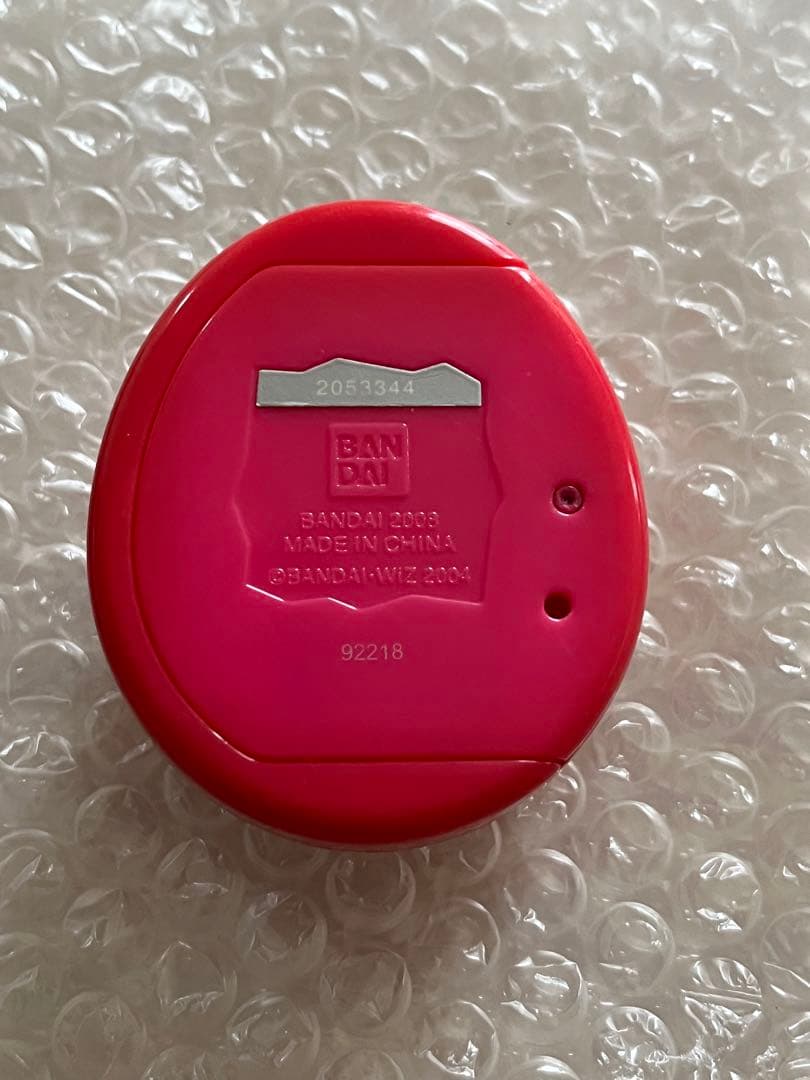 2053344
BAN
DAI
BANDAI 2008
MADE IN CHINA
©BANDAI·WiZ 2004
92218